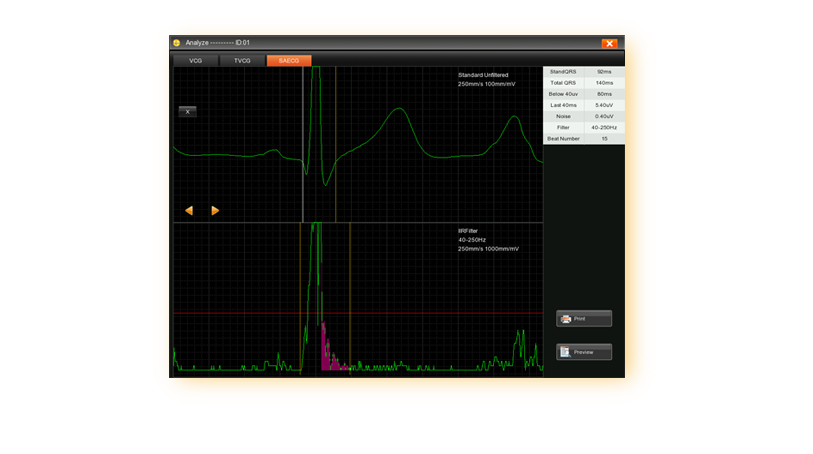 Analyze --------- ID:01
VCG
TVCG
SAECG
Standard Unfiltered
250mm/s 100mm/mV
X
StandQRS 92ms
Total QRS 140ms
Below 40uv 80ms
Last 40ms 5.40uV
Noise 0.40uV
Filter 40-250Hz
Beat Number 15
IIRFilter
40-250Hz
250mm/s 1000mm/mV
Print
Preview